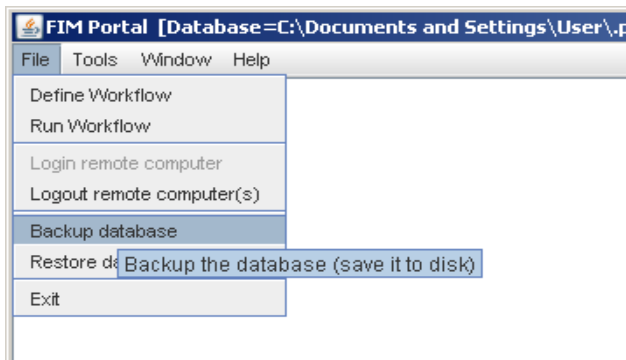 FIM Portal [Database=C:\Documents and Settings\User\.p
File Tools Window Help
Define Workflow
Run Workflow
Login remote computer
Logout remote computer(s)
Backup database
Restore da
Backup the database (save it to disk)
Exit